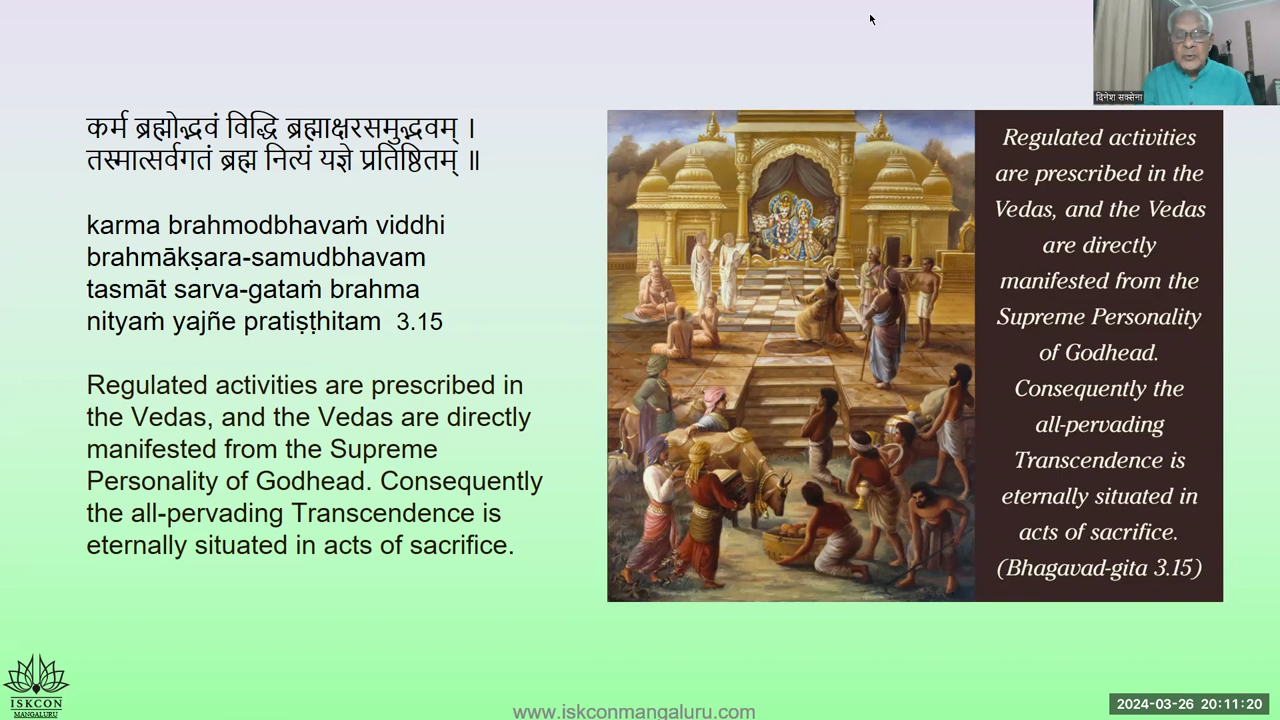 कर्म ब्रह्मोद्भवं विद्धि ब्रह्माक्षरसमुद्भवम् ।
तस्मात्सर्वगतं ब्रह्म नित्यं यज्ञे प्रतिष्ठितम् ॥
karma brahmodbhavaṁ viddhi
brahmākṣara-samudbhavam
tasmāt sarva-gataṁ brahma
nityaṁ yajñe pratiṣṭhitam 3.15
Regulated activities are prescribed in
the Vedas, and the Vedas are directly
manifested from the Supreme
Personality of Godhead. Consequently
the all-pervading Transcendence is
eternally situated in acts of sacrifice.
Regulated activities
are prescribed in the
Vedas, and the Vedas
are directly
manifested from the
Supreme Personality
of Godhead.
Consequently the
all-pervading
Transcendence is
eternally situated in
acts of sacrifice.
(Bhagavad-gita 3.15)
दिनेश सक्सेना
ISKCON
MANGALURU
www.iskconmangaluru.com
2024-03-26 20:11:20